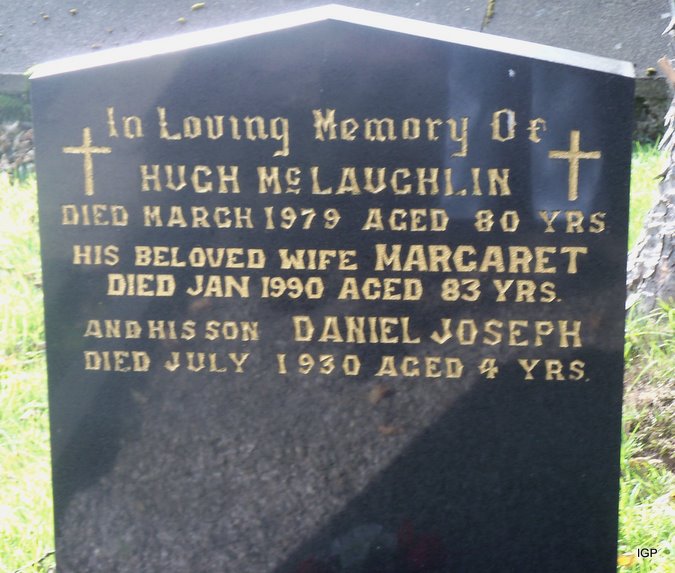 IGP
In Loving Memory Of
HUGH McLAUGHLIN
DIED MARCH 1979 AGED 80 YRS
HIS BELOVED WIFE MARGARET
DIED JAN 1990 AGED 83 YRS.
AND HIS SON DANIEL JOSEPH
DIED JULY 1930 AGED 4 YRS.
IGP